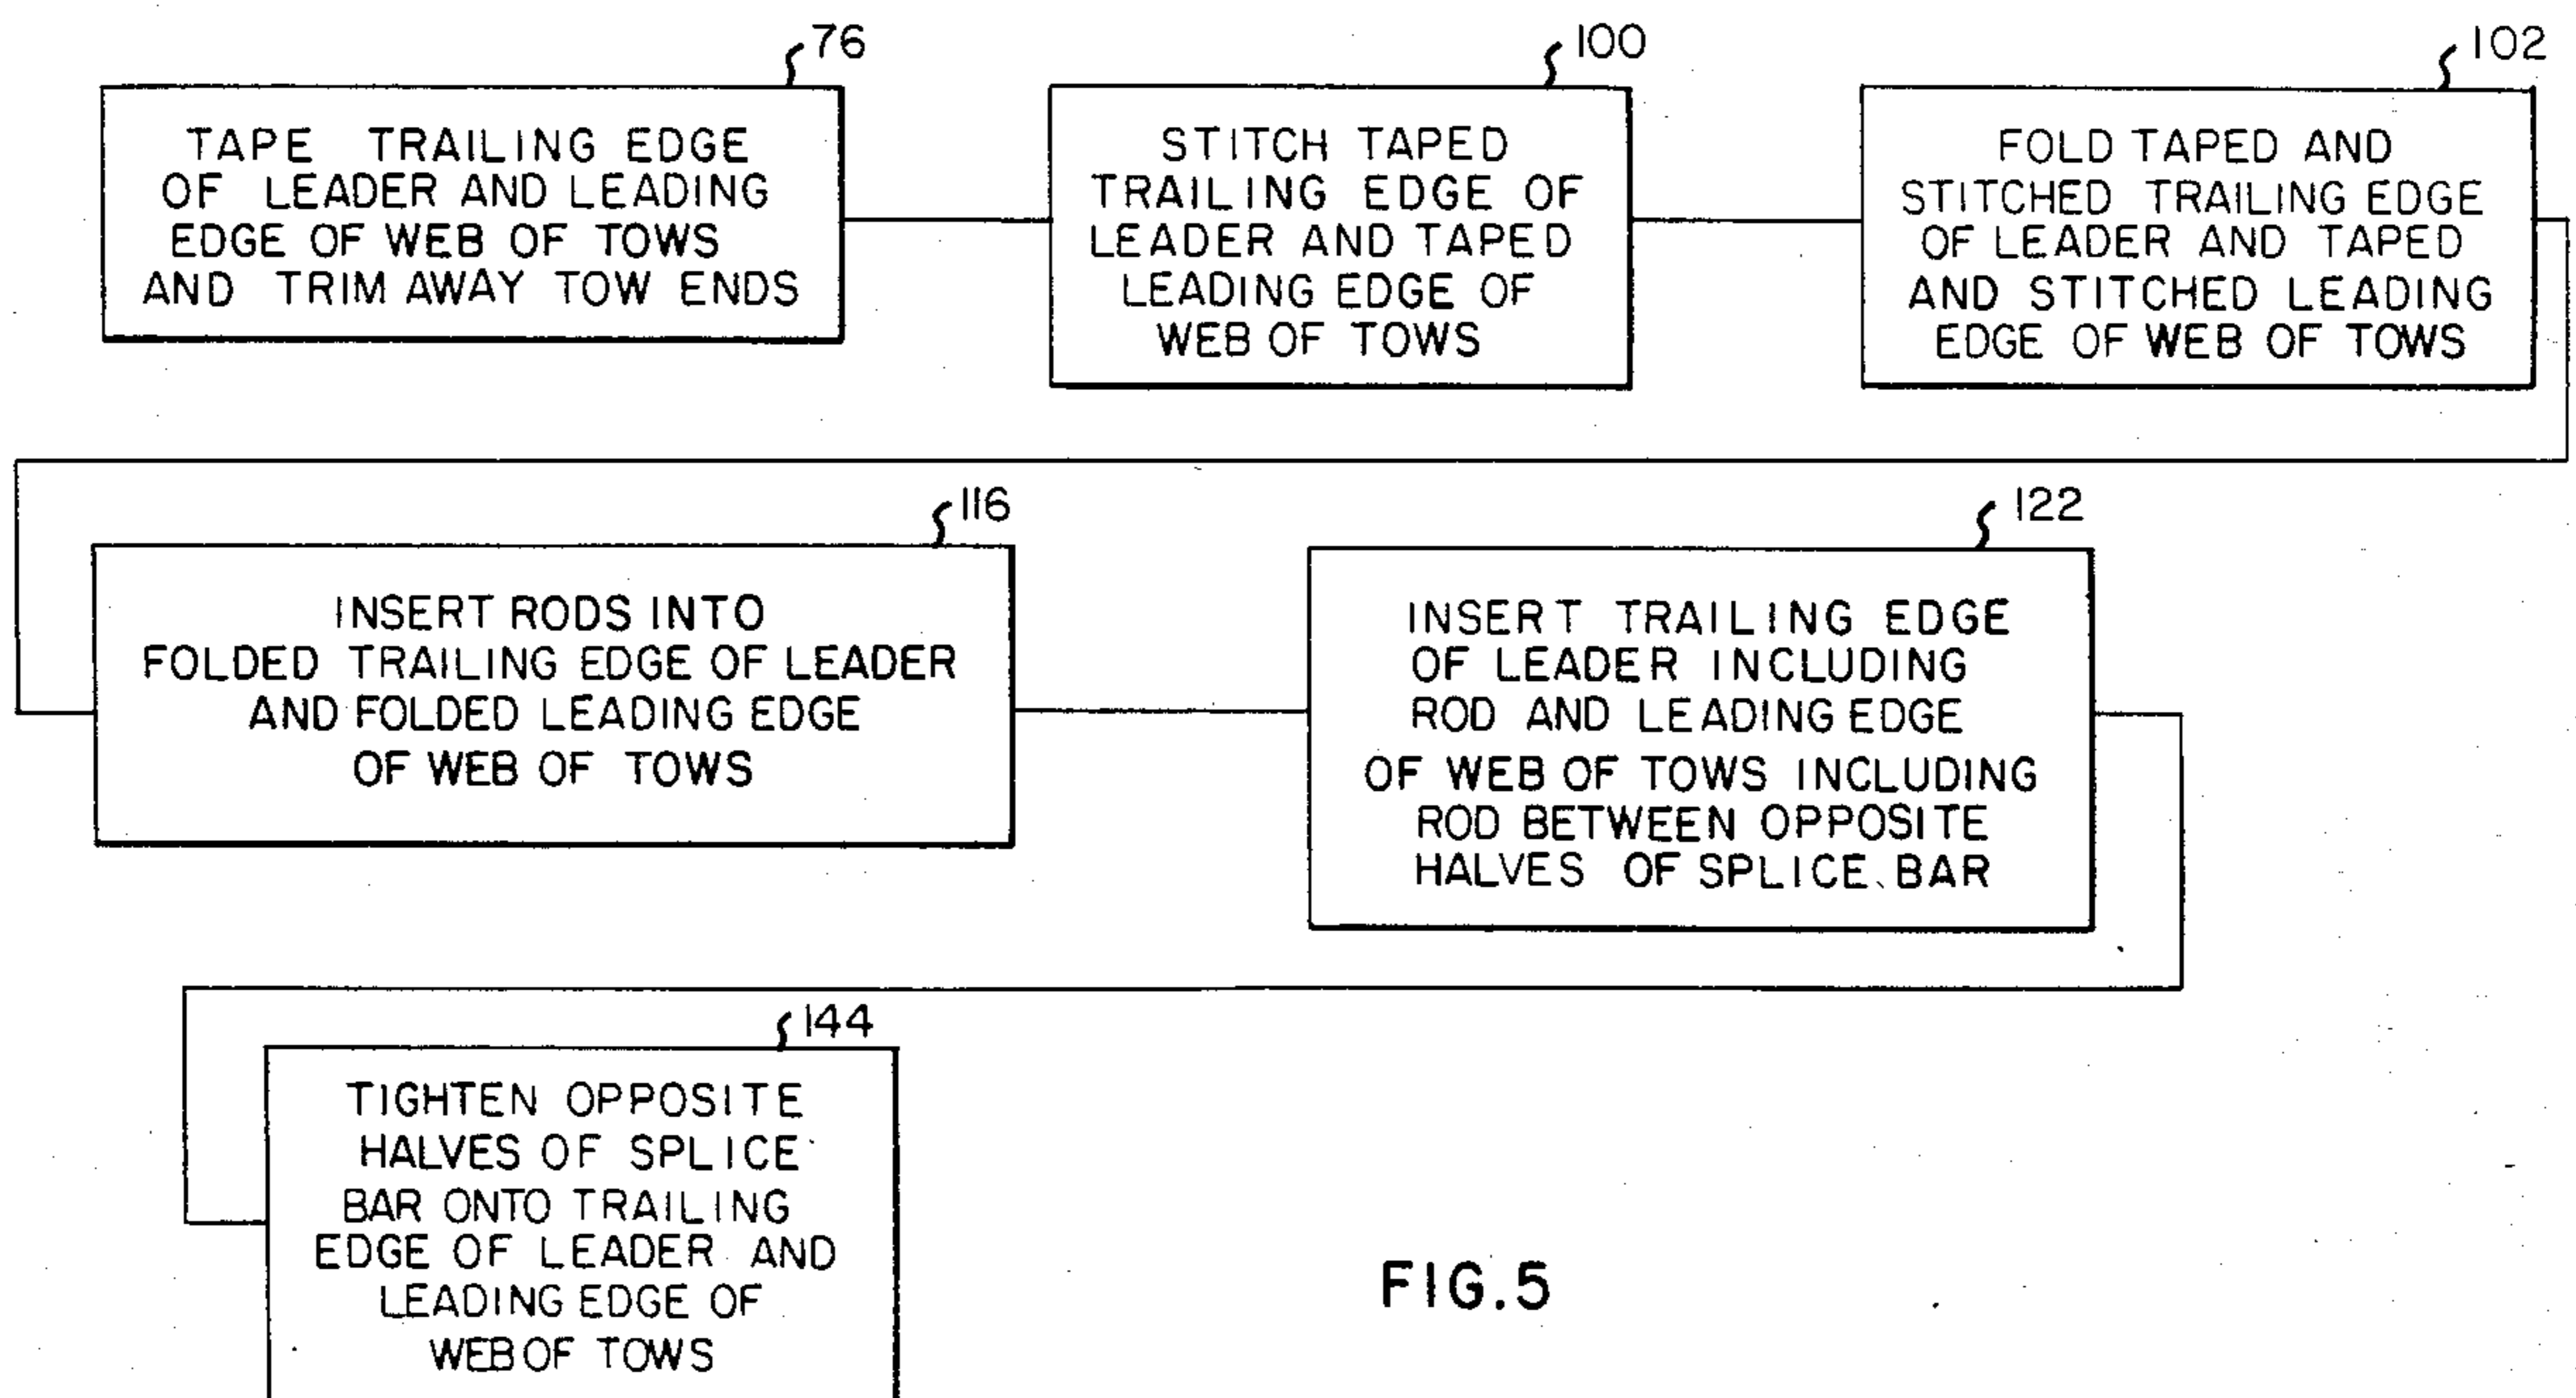 76
TAPE TRAILING EDGE
OF LEADER AND LEADING
EDGE OF WEB OF TOWS
AND TRIM AWAY TOW ENDS
100
STITCH TAPED
TRAILING EDGE OF
LEADER AND TAPED
LEADING EDGE OF
WEB OF TOWS
102
FOLD TAPED AND
STITCHED TRAILING EDGE
OF LEADER AND TAPED
AND STITCHED LEADING
EDGE OF WEB OF TOWS
116
INSERT RODS INTO
FOLDED TRAILING EDGE OF LEADER
AND FOLDED LEADING EDGE
OF WEB OF TOWS
122
INSERT TRAILING EDGE
OF LEADER INCLUDING
ROD AND LEADING EDGE
OF WEB OF TOWS INCLUDING
ROD BETWEEN OPPOSITE
HALVES OF SPLICE BAR
144
TIGHTEN OPPOSITE
HALVES OF SPLICE
BAR ONTO TRAILING
EDGE OF LEADER AND
LEADING EDGE OF
WEB OF TOWS
FIG.5